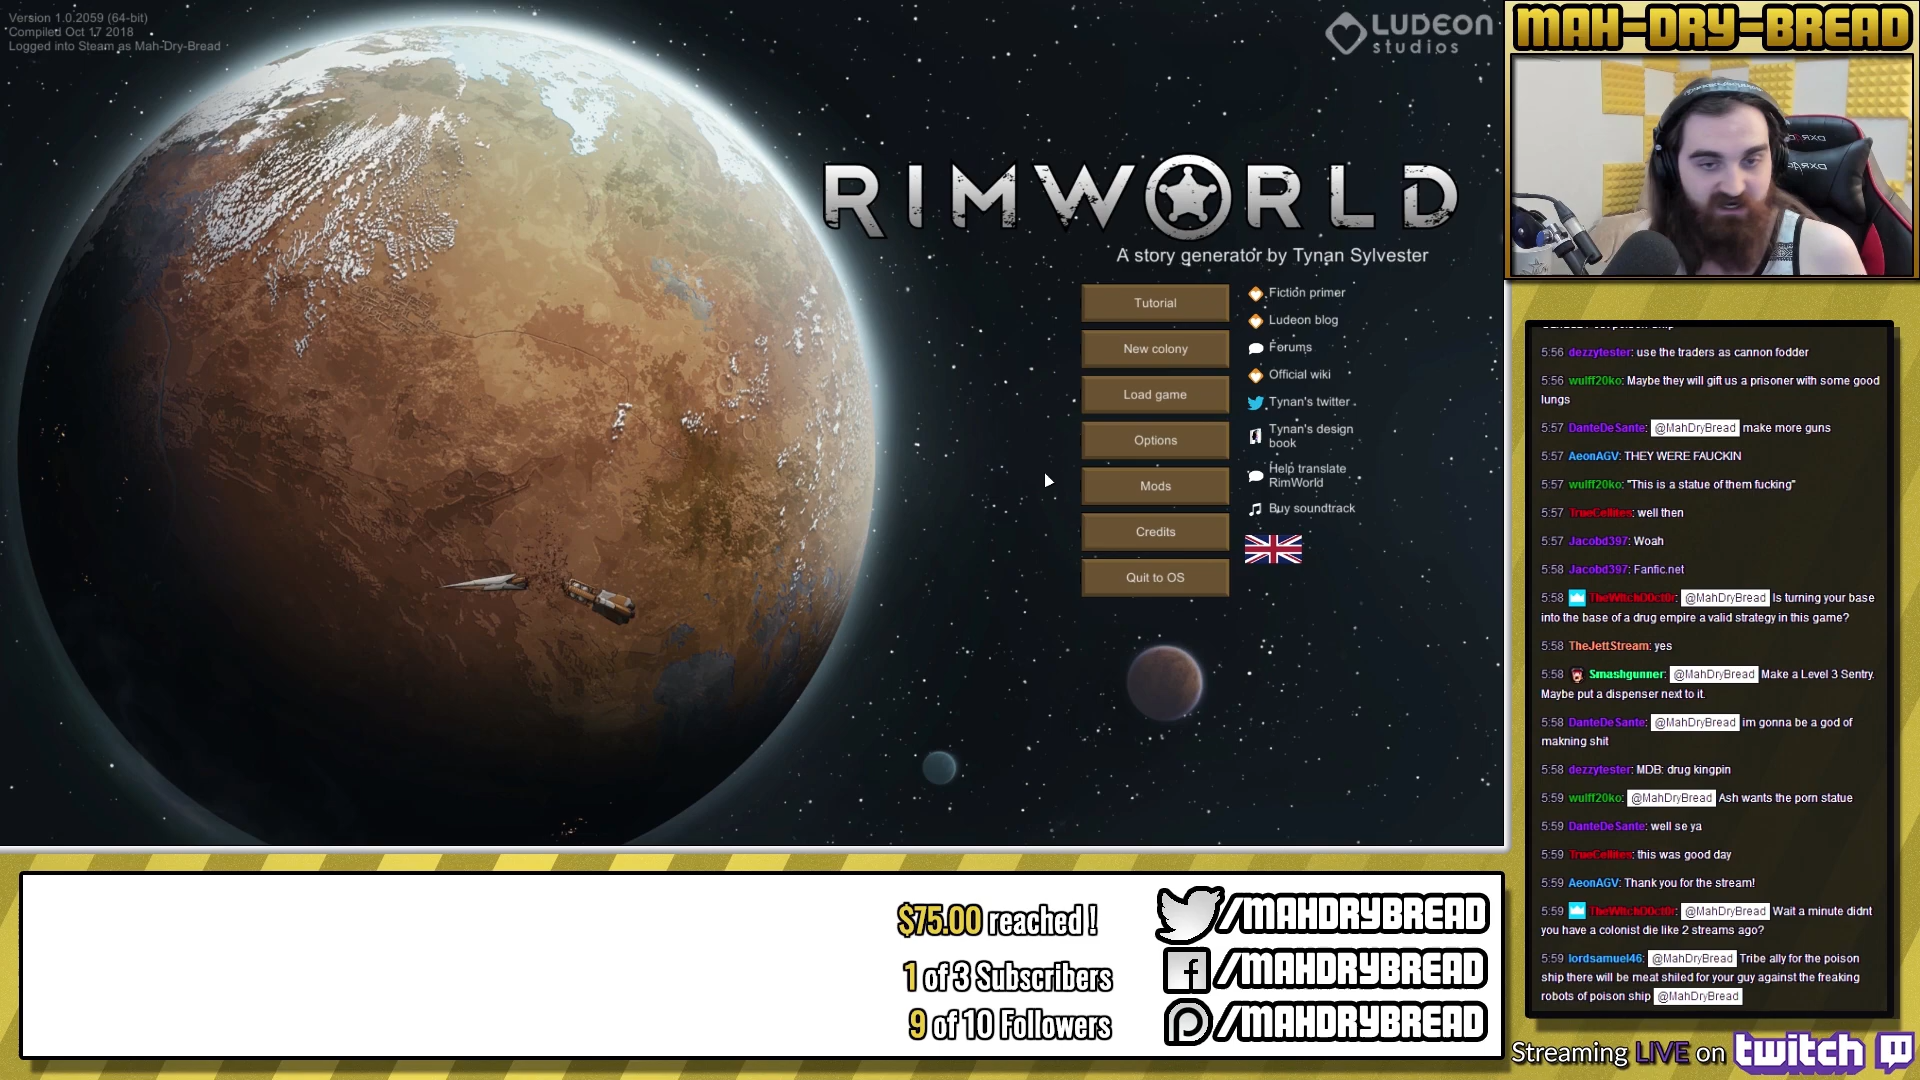 Version 1.0.2059 (64-bit)
Compiled Oct 17 2018
Logged into Steam as Mah-Dry-Bread
LUDEON
studios
RIMWORLD
A story generator by Tynan Sylvester
Tutorial
New colony
Load game
Options
Mods
Credits
Quit to OS
Fiction primer
Ludeon blog
Forums
Official wiki
Tynan's twitter
Tynan's design
book
Help translate
RimWorld
Buy soundtrack
MAH-DRY-BREAD
5:56 dezzytester: use the traders as cannon fodder
5:56 wulff20ko: Maybe they will gift us a prisoner with some good
lungs
5:57 DanteDeSante: @MahDryBread make more guns
5:57 AeonAGV: THEY WERE FAUCKIN
5:57 wulff20ko: "This is a statue of them fucking"
5:57 TrueCellites: well then
5:57 Jacobd397: Woah
5:58 Jacobd397: Fanfic.net
5:58 TheWitchD0ct0r: @MahDryBread Is turning your base
into the base of a drug empire a valid strategy in this game?
5:58 TheJettStream: yes
5:58 Smashgunner: @MahDryBread Make a Level 3 Sentry.
Maybe put a dispenser next to it.
5:58 DanteDeSante: @MahDryBread im gonna be a god of
makning shit
5:58 dezzytester: MDB: drug kingpin
5:59 wulff20ko: @MahDryBread Ash wants the porn statue
5:59 DanteDeSante: well se ya
5:59 TrueCellites: this was good day
5:59 AeonAGV: Thank you for the stream!
5:59 TheWitchD0ct0r: @MahDryBread Wait a minute didnt
you have a colonist die like 2 streams ago?
5:59 lordsamuel46: @MahDryBread Tribe ally for the poison
ship there will be meat shiled for your guy against the freaking
robots of poison ship @MahDryBread
$75.00 reached !
1 of 3 Subscribers
9 of 10 Followers
/MAHDRYBREAD
/MAHDRYBREAD
/MAHDRYBREAD
Streaming LIVE on twitch